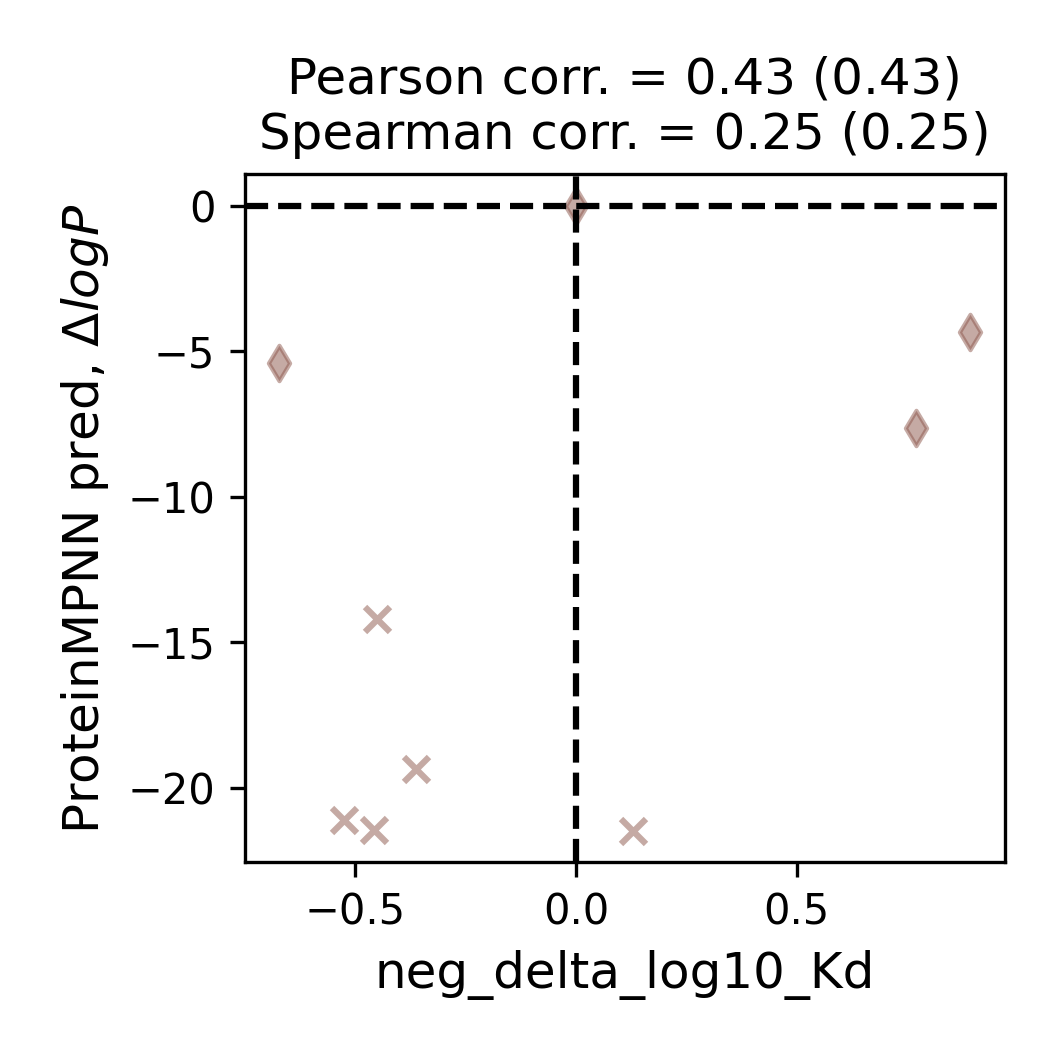 Pearson corr. = 0.43 (0.43)
Spearman corr. = 0.25 (0.25)
ProteinMPNN pred, ΔlogP
0
−5
−10
−15
−20
−0.5
0.0
0.5
neg_delta_log10_Kd